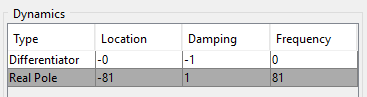 Dynamics
Type Location Damping Frequency
Differentiator -0 -1 0
Real Pole -81 1 81